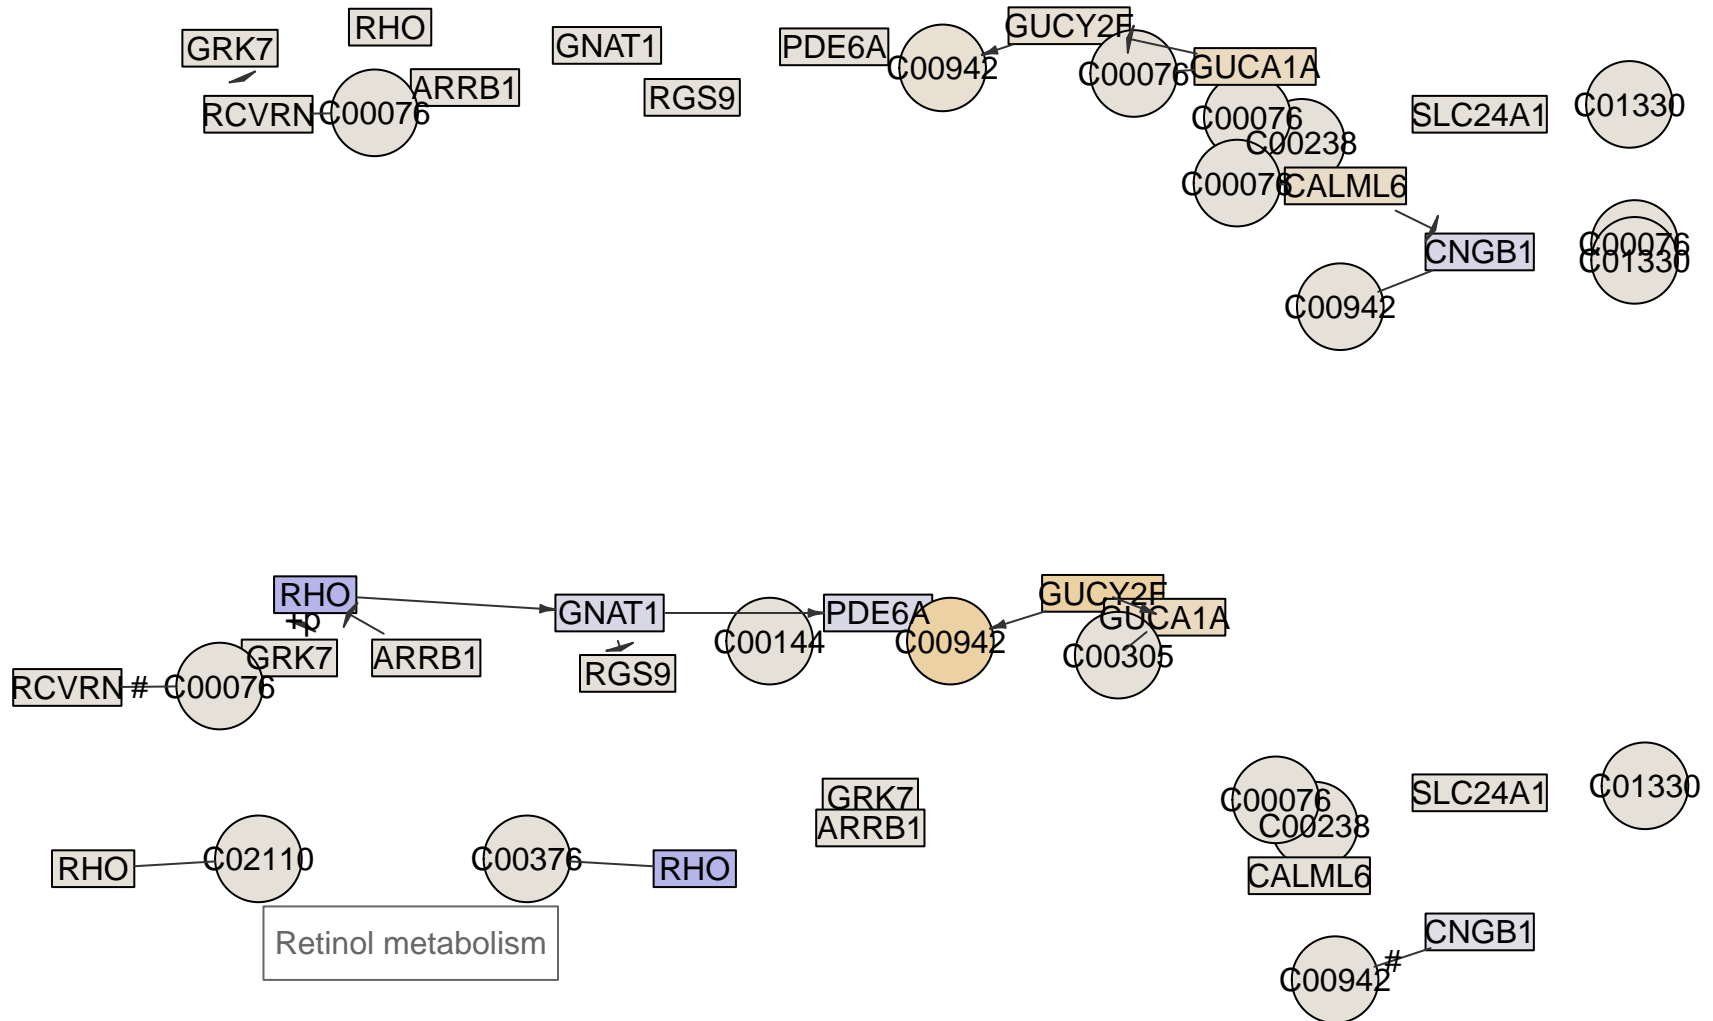 RHO
GRK7
GNAT1
PDE6A
GUCY2F
C00942
C00076
GUCA1A
ARRB1
RGS9
RCVRN
C00076
C00076
SLC24A1
C01330
C00238
C00076
CALML6
CNGB1
C00076
C01330
C00942
RHO
+p
GNAT1
PDE6A
GUCY2F
GUCA1A
GRK7
ARRB1
RGS9
C00144
C00942
C00305
RCVRN
#
C00076
GRK7
ARRB1
C00076
C00238
SLC24A1
C01330
RHO
C02110
C00376
RHO
CALML6
Retinol metabolism
CNGB1
#
C00942